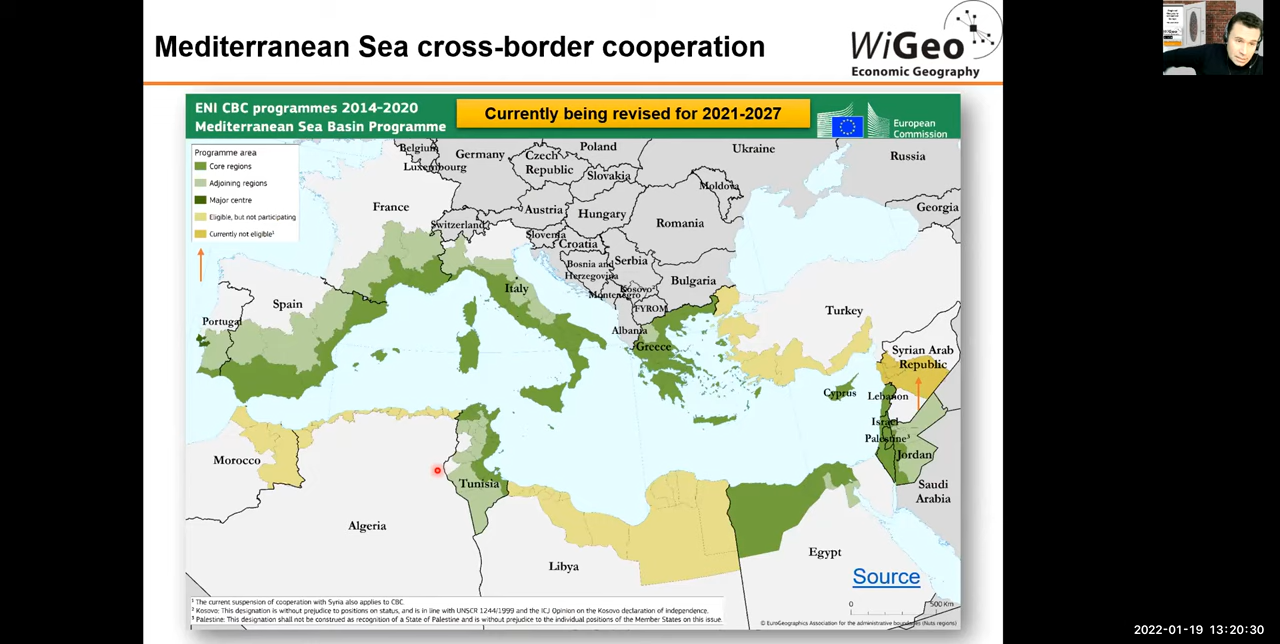 Mediterranean Sea cross-border cooperation
WiGeo
Economic Geography
ENI CBC programmes 2014-2020
Mediterranean Sea Basin Programme
Currently being revised for 2021-2027
European
Commission
Programme area
Core regions
Adjoining regions
Major centre
Eligible, but not participating
Currently not eligible¹
Belgium
Luxembourg
Germany
Czech
Republic
Poland
Slovakia
Ukraine
Russia
Moldova
France
Switzerland
Austria
Hungary
Romania
Georgia
Slovenia
Croatia
Bosnia and
Herzegovina
Serbia
Kosovo²
Montenegro
Bulgaria
FYROM
Albania
Italy
Spain
Portugal
Greece
Turkey
Syrian Arab
Republic
Cyprus
Lebanon
Israel
Palestine³
Jordan
Saudi
Arabia
Morocco
Algeria
Tunisia
Libya
Egypt
Source
0
500 Km
¹ The current suspension of cooperation with Syria also applies to CBC.
² Kosovo: This designation is without prejudice to positions on status, and is in line with UNSCR 1244/1999 and the ICJ Opinion on the Kosovo declaration of independence.
³ Palestine: This designation shall not be construed as recognition of a State of Palestine and is without prejudice to the individual positions of the Member States on this issue.
© EuroGeographics Association for the administrative boundaries (Nuts regions)
2022-01-19 13:20:30